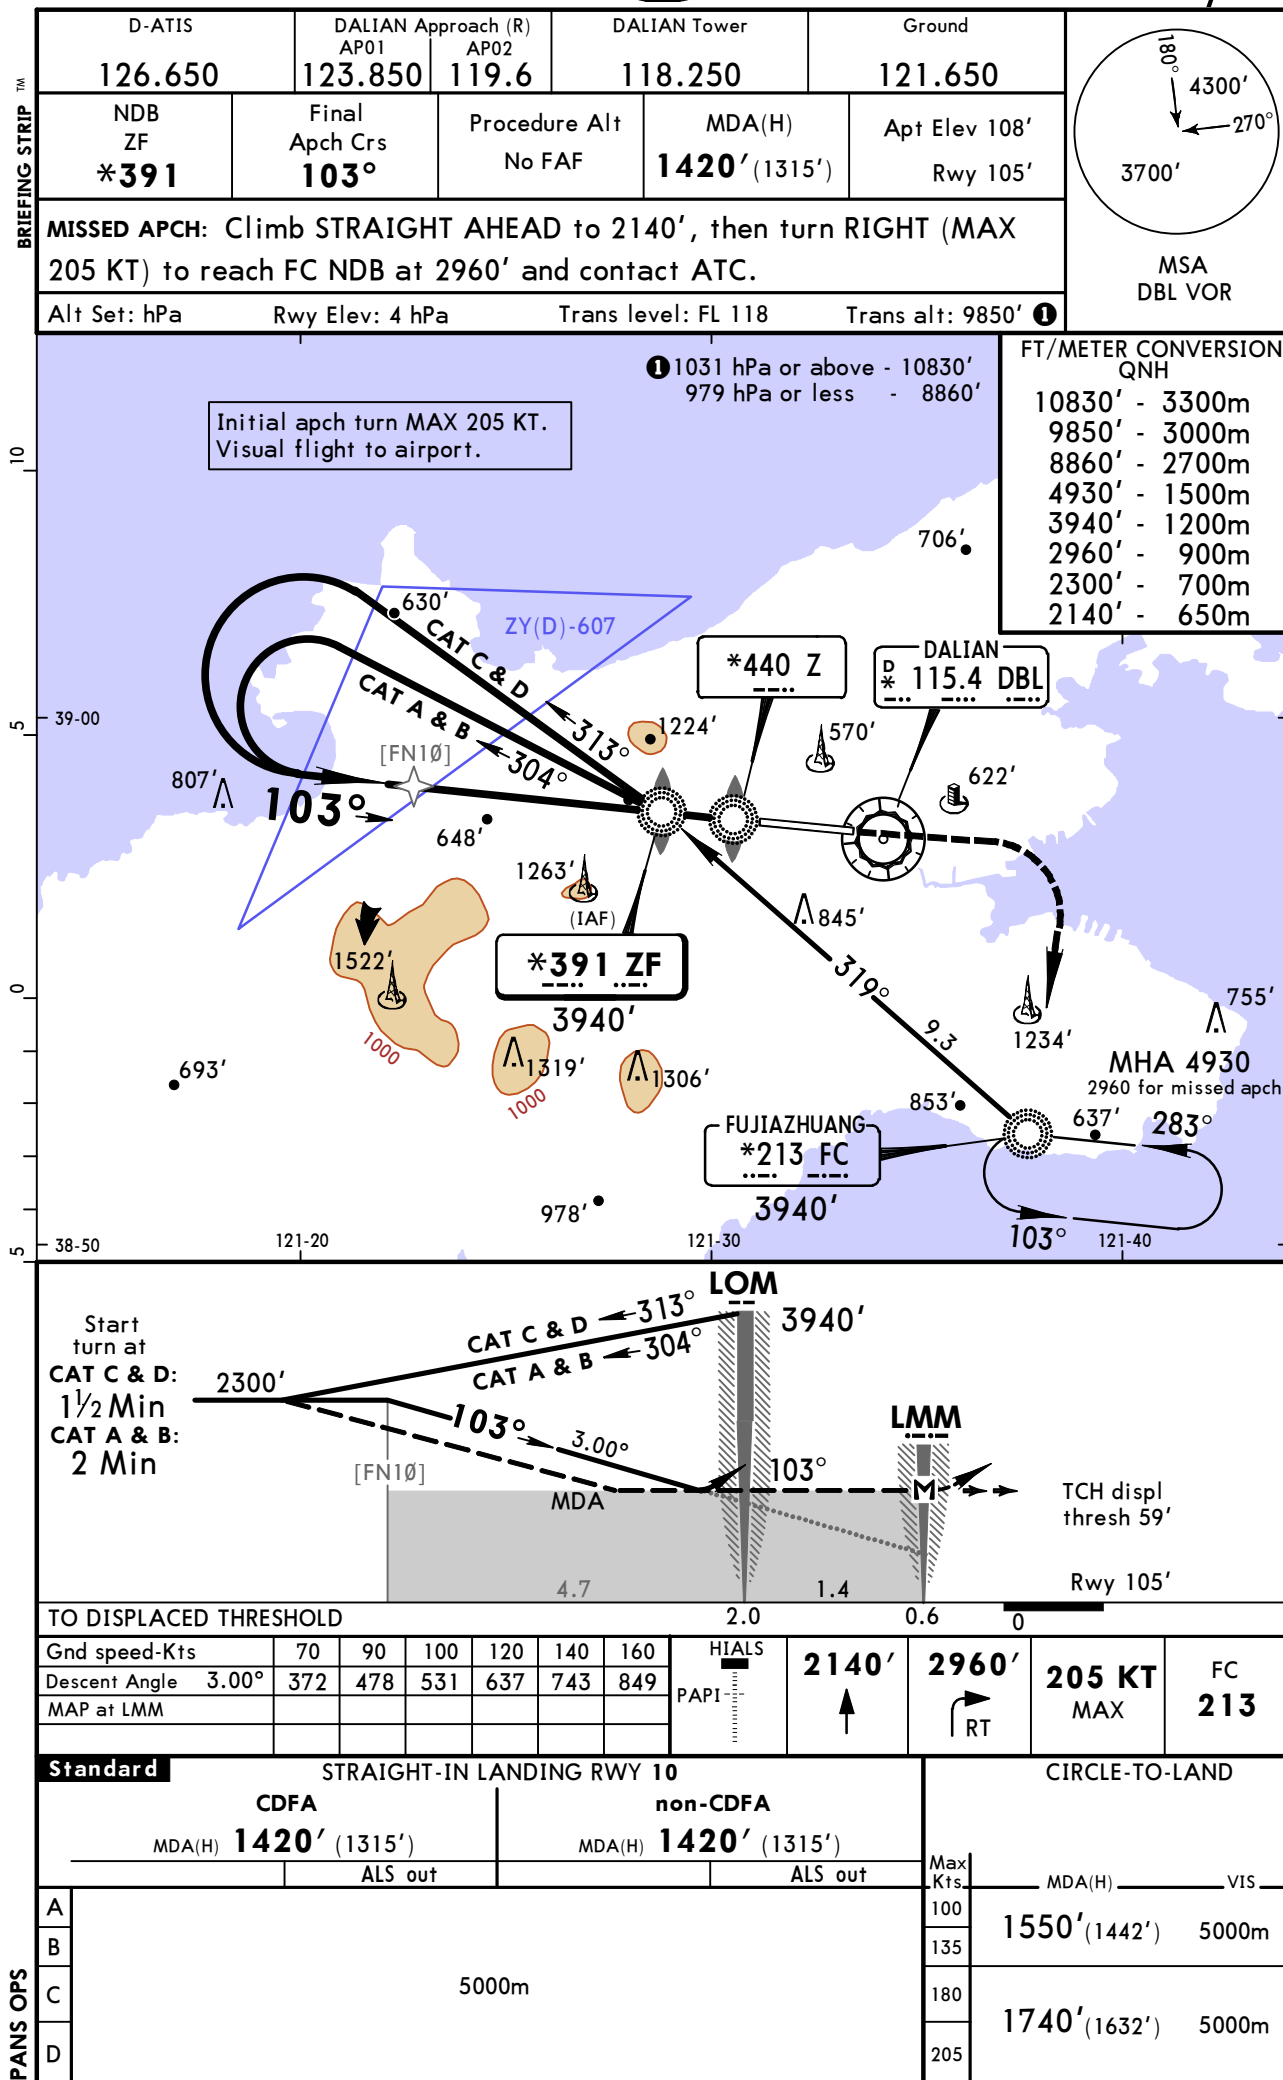 D-ATIS
126.650
DALIAN Approach (R)
AP01 AP02
123.850 119.6
DALIAN Tower
118.250
Ground
121.650
BRIEFING STRIP TM
NDB
ZF
*391
Final
Apch Crs
103°
Procedure Alt
No FAF
MDA(H)
1420' (1315')
Apt Elev 108'
Rwy 105'
180°
4300'
270°
3700'
MSA
DBL VOR
MISSED APCH: Climb STRAIGHT AHEAD to 2140', then turn RIGHT (MAX
205 KT) to reach FC NDB at 2960' and contact ATC.
Alt Set: hPa Rwy Elev: 4 hPa Trans level: FL 118 Trans alt: 9850' 1
1 1031 hPa or above - 10830'
979 hPa or less - 8860'
FT/METER CONVERSION
QNH
10830' - 3300m
9850' - 3000m
8860' - 2700m
4930' - 1500m
3940' - 1200m
2960' - 900m
2300' - 700m
2140' - 650m
Initial apch turn MAX 205 KT.
Visual flight to airport.
10
5
0
5
706'
630'
ZY(D)-607
CAT C & D
313°
CAT A & B
304°
*440 Z
DALIAN
D
* 115.4 DBL
39-00
[FN10]
1224'
570'
622'
807'
103°
648'
1263'
(IAF)
*391 ZF
3940'
845'
1522'
1000
319°
9.3
755'
1234'
MHA 4930
2960 for missed apch
693'
1319'
1000
1306'
853'
637'
283°
FUJIAZHUANG
*213 FC
3940'
978'
103°
38-50
121-20
121-30
121-40
LOM
3940'
Start
turn at
CAT C & D:
1½ Min
CAT A & B:
2 Min
CAT C & D 313°
CAT A & B 304°
2300'
103°
3.00°
[FN10]
MDA
103°
LMM
M
TCH displ
thresh 59'
4.7
1.4
Rwy 105'
TO DISPLACED THRESHOLD
2.0
0.6
0
Gnd speed-Kts 70 90 100 120 140 160
Descent Angle 3.00° 372 478 531 637 743 849
MAP at LMM
HIALS
PAPI
2140'
2960'
RT
205 KT
MAX
FC
213
Standard
STRAIGHT-IN LANDING RWY 10
CIRCLE-TO-LAND
CDFA
non-CDFA
MDA(H) 1420' (1315')
MDA(H) 1420' (1315')
ALS out
ALS out
Max
Kts
MDA(H)
VIS
A
B
C
D
5000m
100
135
180
205
1550' (1442') 5000m
1740' (1632') 5000m
PANS OPS